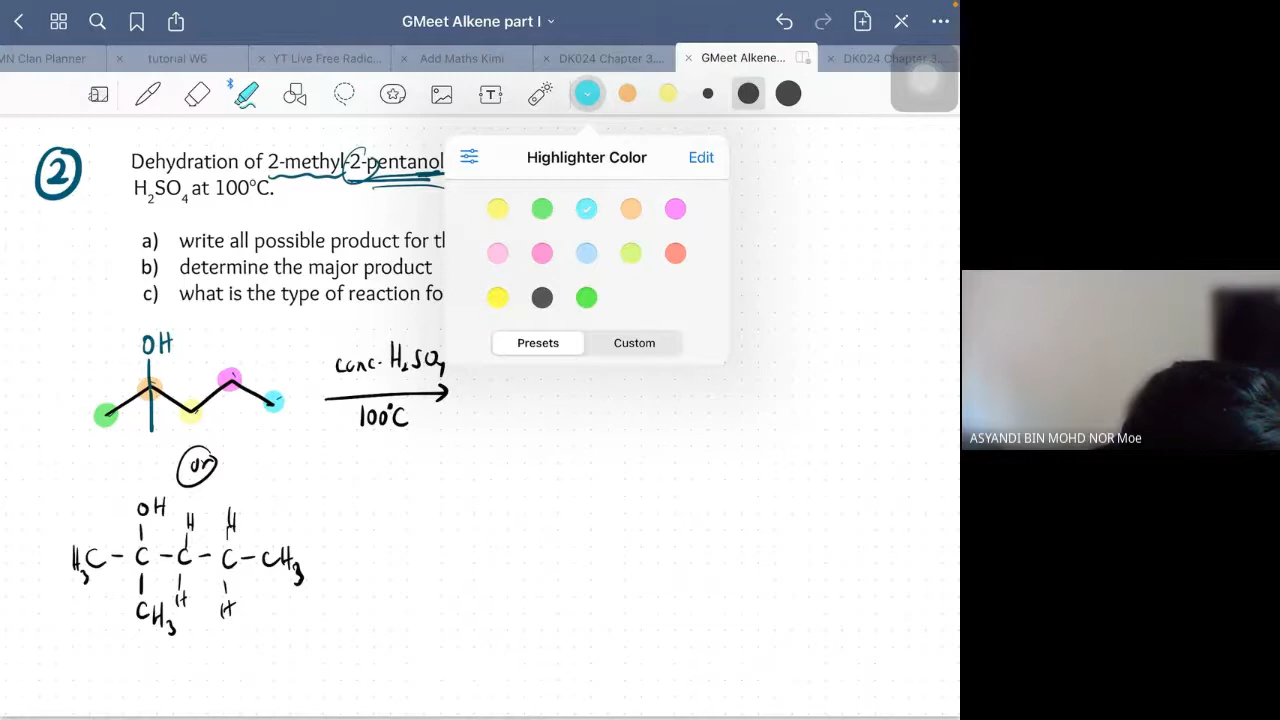 GMeet Alkene part I
MN Clan Planner
tutorial W6
YT Live Free Radic...
Add Maths Kimi
DK024 Chapter 3....
GMeet Alkene...
DK024 Chapter 3...
Highlighter Color
Edit
Presets
Custom
2
Dehydration of 2-methyl-2-pentanol
H2SO4 at 100°C.
a) write all possible product for th
b) determine the major product
c) what is the type of reaction fo
OH
conc. H2SO4
100°C
or
OH H H
H3C - C - C - C - CH3
CH3 H H
ASYANDI BIN MOHD NOR Moe